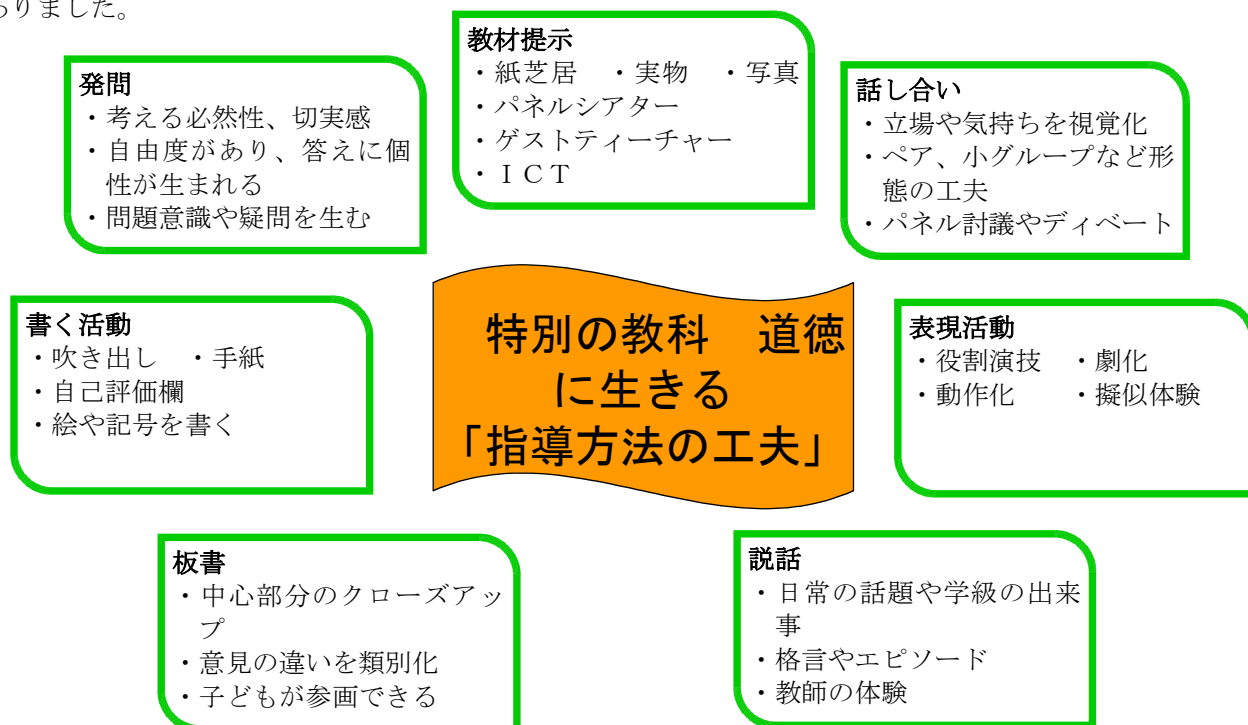 わりました。
教材提示
・紙芝居　・実物　・写真
・パネルシアター
・ゲストティーチャー
・ＩＣＴ
発問
・考える必然性、切実感
・自由度があり、答えに個
性が生まれる
・問題意識や疑問を生む
話し合い
・立場や気持ちを視覚化
・ペア、小グループなど形
態の工夫
・パネル討議やディベート
書く活動
・吹き出し　・手紙
・自己評価欄
・絵や記号を書く
特別の教科　道徳
に生きる
「指導方法の工夫」
表現活動
・役割演技　・劇化
・動作化　・擬似体験
板書
・中心部分のクローズアッ
プ
・意見の違いを類別化
・子どもが参画できる
説話
・日常の話題や学級の出来
事
・格言やエピソード
・教師の体験